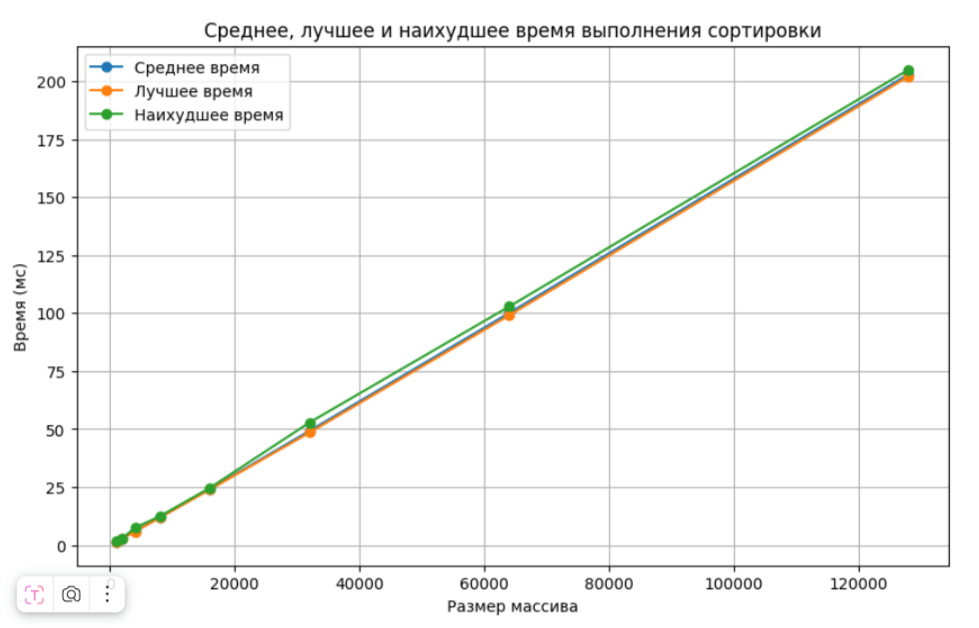 Среднее, лучшее и наихудшее время выполнения сортировки
Среднее время
Лучшее время
Наихудшее время
Время (мс)
200
175
150
125
100
75
50
25
0
0
20000
40000
60000
80000
100000
120000
Размер массива
T